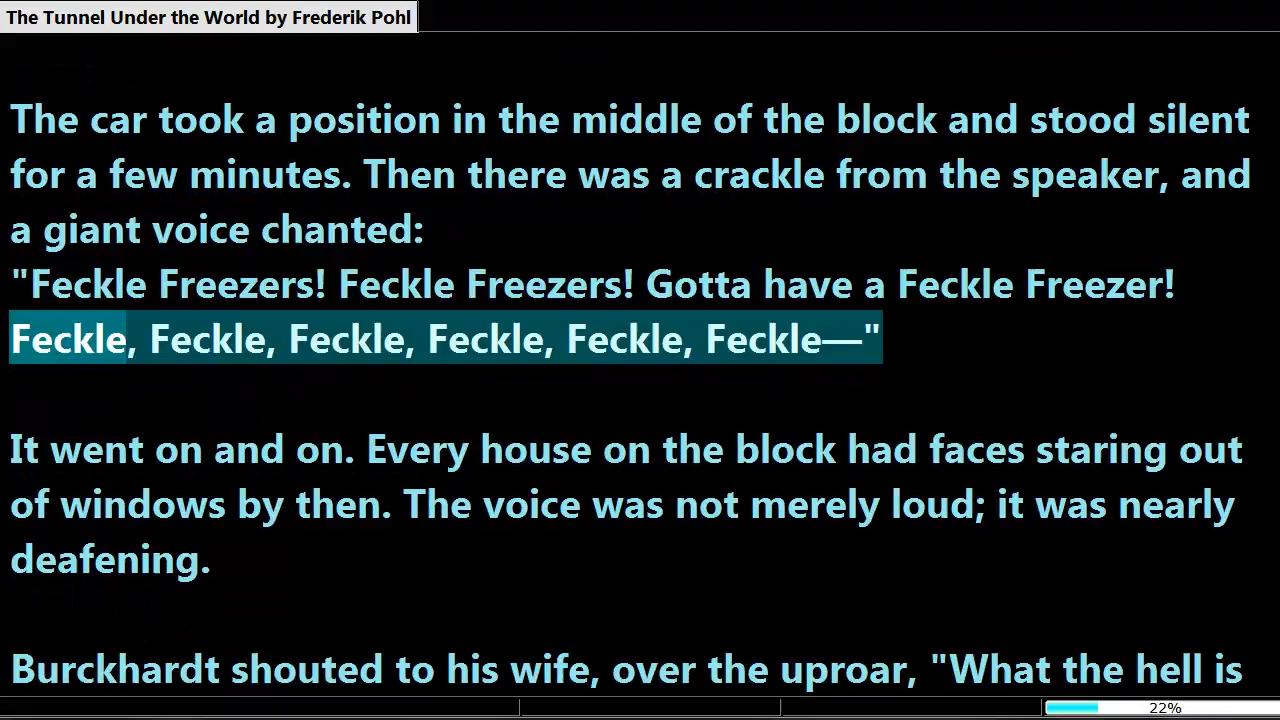 The Tunnel Under the World by Frederik Pohl
The car took a position in the middle of the block and stood silent
for a few minutes. Then there was a crackle from the speaker, and
a giant voice chanted:
"Feckle Freezers! Feckle Freezers! Gotta have a Feckle Freezer!
Feckle, Feckle, Feckle, Feckle, Feckle, Feckle—"
It went on and on. Every house on the block had faces staring out
of windows by then. The voice was not merely loud; it was nearly
deafening.
Burckhardt shouted to his wife, over the uproar, "What the hell is
22%